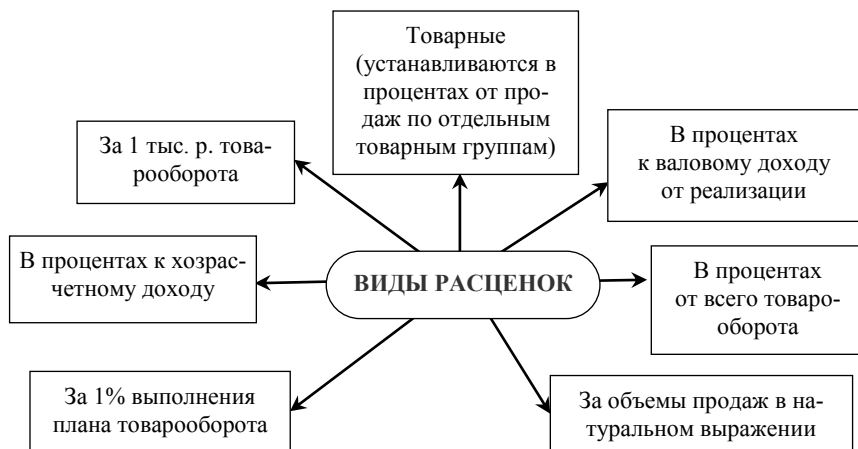 Товарные
(устанавливаются в
процентах от про-
даж по отдельным
товарным группам)
За 1 тыс. р. това-
рооборота
В процентах
к валовому доходу
от реализации
В процентах к хозрас-
четному доходу
ВИДЫ РАСЦЕНОК
В процентах
от всего товаро-
оборота
За 1% выполнения
плана товарооборота
За объемы продаж в на-
туральном выражении